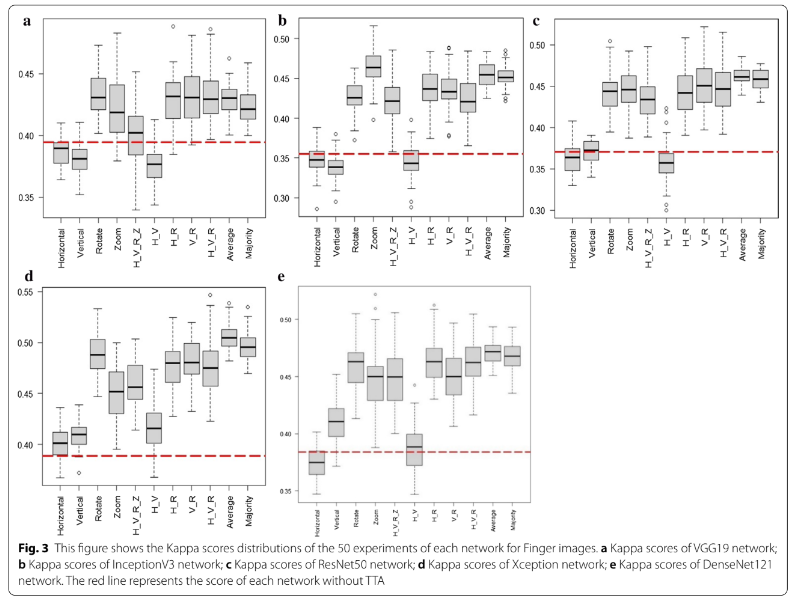 a
0.45
0.40
0.35
Horizontal
Vertical
Rotate
Zoom
H_V_R_Z
H_V
H_R
V_R
H_V_R
Average
Majority
b
0.50
0.45
0.40
0.35
0.30
Horizontal
Vertical
Rotate
Zoom
H_V_R_Z
H_V
H_R
V_R
H_V_R
Average
Majority
c
0.50
0.45
0.40
0.35
0.30
Horizontal
Vertical
Rotate
Zoom
H_V_R_Z
H_V
H_R
V_R
H_V_R
Average
Majority
d
0.55
0.50
0.45
0.40
Horizontal
Vertical
Rotate
Zoom
H_V_R_Z
H_V
H_R
V_R
H_V_R
Average
Majority
e
0.50
0.45
0.40
0.35
Horizontal
Vertical
Rotate
Zoom
H_V_R_Z
H_V
H_R
V_R
H_V_R
Average
Majority
Fig. 3 This figure shows the Kappa scores distributions of the 50 experiments of each network for Finger images. a Kappa scores of VGG19 network;
b Kappa scores of InceptionV3 network; c Kappa scores of ResNet50 network; d Kappa scores of Xception network; e Kappa scores of DenseNet121
network. The red line represents the score of each network without TTA